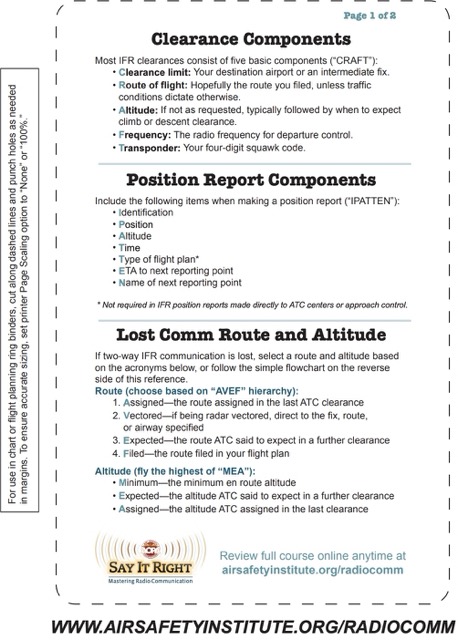 Page 1 of 2
Clearance Components
Most IFR clearances consist of five basic components ("CRAFT"):
• Clearance limit: Your destination airport or an intermediate fix.
• Route of flight: Hopefully the route you filed, unless traffic
conditions dictate otherwise.
• Altitude: If not as requested, typically followed by when to expect
climb or descent clearance.
• Frequency: The radio frequency for departure control.
• Transponder: Your four-digit squawk code.
Position Report Components
Include the following items when making a position report ("IPATTEN"):
• Identification
• Position
• Altitude
• Time
• Type of flight plan*
• ETA to next reporting point
• Name of next reporting point
* Not required in IFR position reports made directly to ATC centers or approach control.
Lost Comm Route and Altitude
If two-way IFR communication is lost, select a route and altitude based
on the acronyms below, or follow the simple flowchart on the reverse
side of this reference.
Route (choose based on "AVEF" hierarchy):
1. Assigned—the route assigned in the last ATC clearance
2. Vectored—if being radar vectored, direct to the fix, route,
or airway specified
3. Expected—the route ATC said to expect in a further clearance
4. Filed—the route filed in your flight plan
Altitude (fly the highest of "MEA"):
• Minimum—the minimum en route altitude
• Expected—the altitude ATC said to expect in a further clearance
• Assigned—the altitude ATC assigned in the last clearance
SAY IT RIGHT
Mastering Radio Communication
Review full course online anytime at
airsafetyinstitute.org/radiocomm
For use in chart or flight planning ring binders, cut along dashed lines and punch holes as needed
in margins. To ensure accurate sizing, set printer Page Scaling option to "None" or "100%."
WWW.AIRSAFETYINSTITUTE.ORG/RADIOCOMM